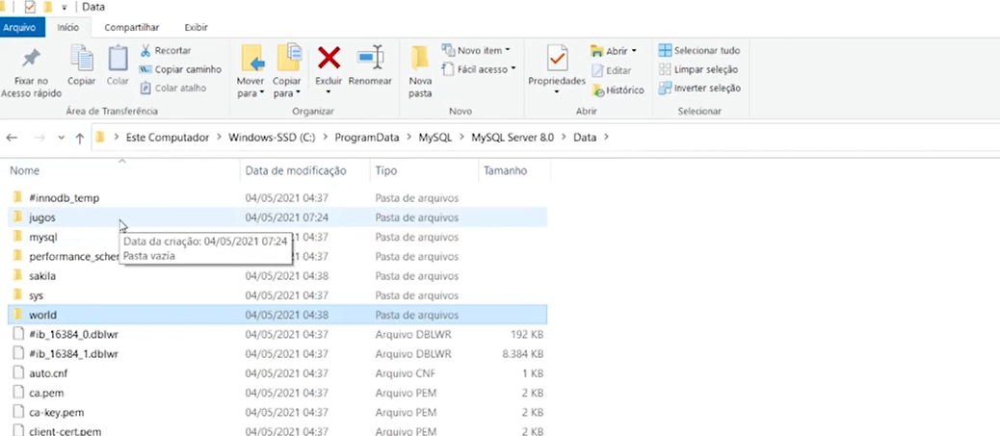 Data
Arquivo Início Compartilhar Exibir
Fixar no Acesso rápido
Copiar
Colar
Recortar
Copiar caminho
Colar atalho
Área de Transferência
Mover para
Copiar para
Excluir
Renomear
Organizar
Nova pasta
Novo item
Fácil acesso
Novo
Propriedades
Abrir
Editar
Histórico
Abrir
Selecionar tudo
Limpar seleção
Inverter seleção
Selecionar
Este Computador > Windows-SSD (C:) > ProgramData > MySQL > MySQL Server 8.0 > Data >
Nome Data de modificação Tipo Tamanho
#innodb_temp 04/05/2021 04:37 Pasta de arquivos
jugos 04/05/2021 07:24 Pasta de arquivos
mysql :37 Pasta de arquivos
Data da criação: 04/05/2021 07:24
Pasta vazia
performance_scher :37 Pasta de arquivos
sakila 04/05/2021 04:38 Pasta de arquivos
sys 04/05/2021 04:37 Pasta de arquivos
world 04/05/2021 04:38 Pasta de arquivos
#ib_16384_0.dblwr 04/05/2021 04:37 Arquivo DBLWR 192 KB
#ib_16384_1.dblwr 04/05/2021 04:37 Arquivo DBLWR 8.384 KB
auto.cnf 04/05/2021 04:37 Arquivo CNF 1 KB
ca.pem 04/05/2021 04:37 Arquivo PEM 2 KB
ca-key.pem 04/05/2021 04:37 Arquivo PEM 2 KB
client-cert.pem 04/05/2021 04:37 Arquivo PEM 2 KB